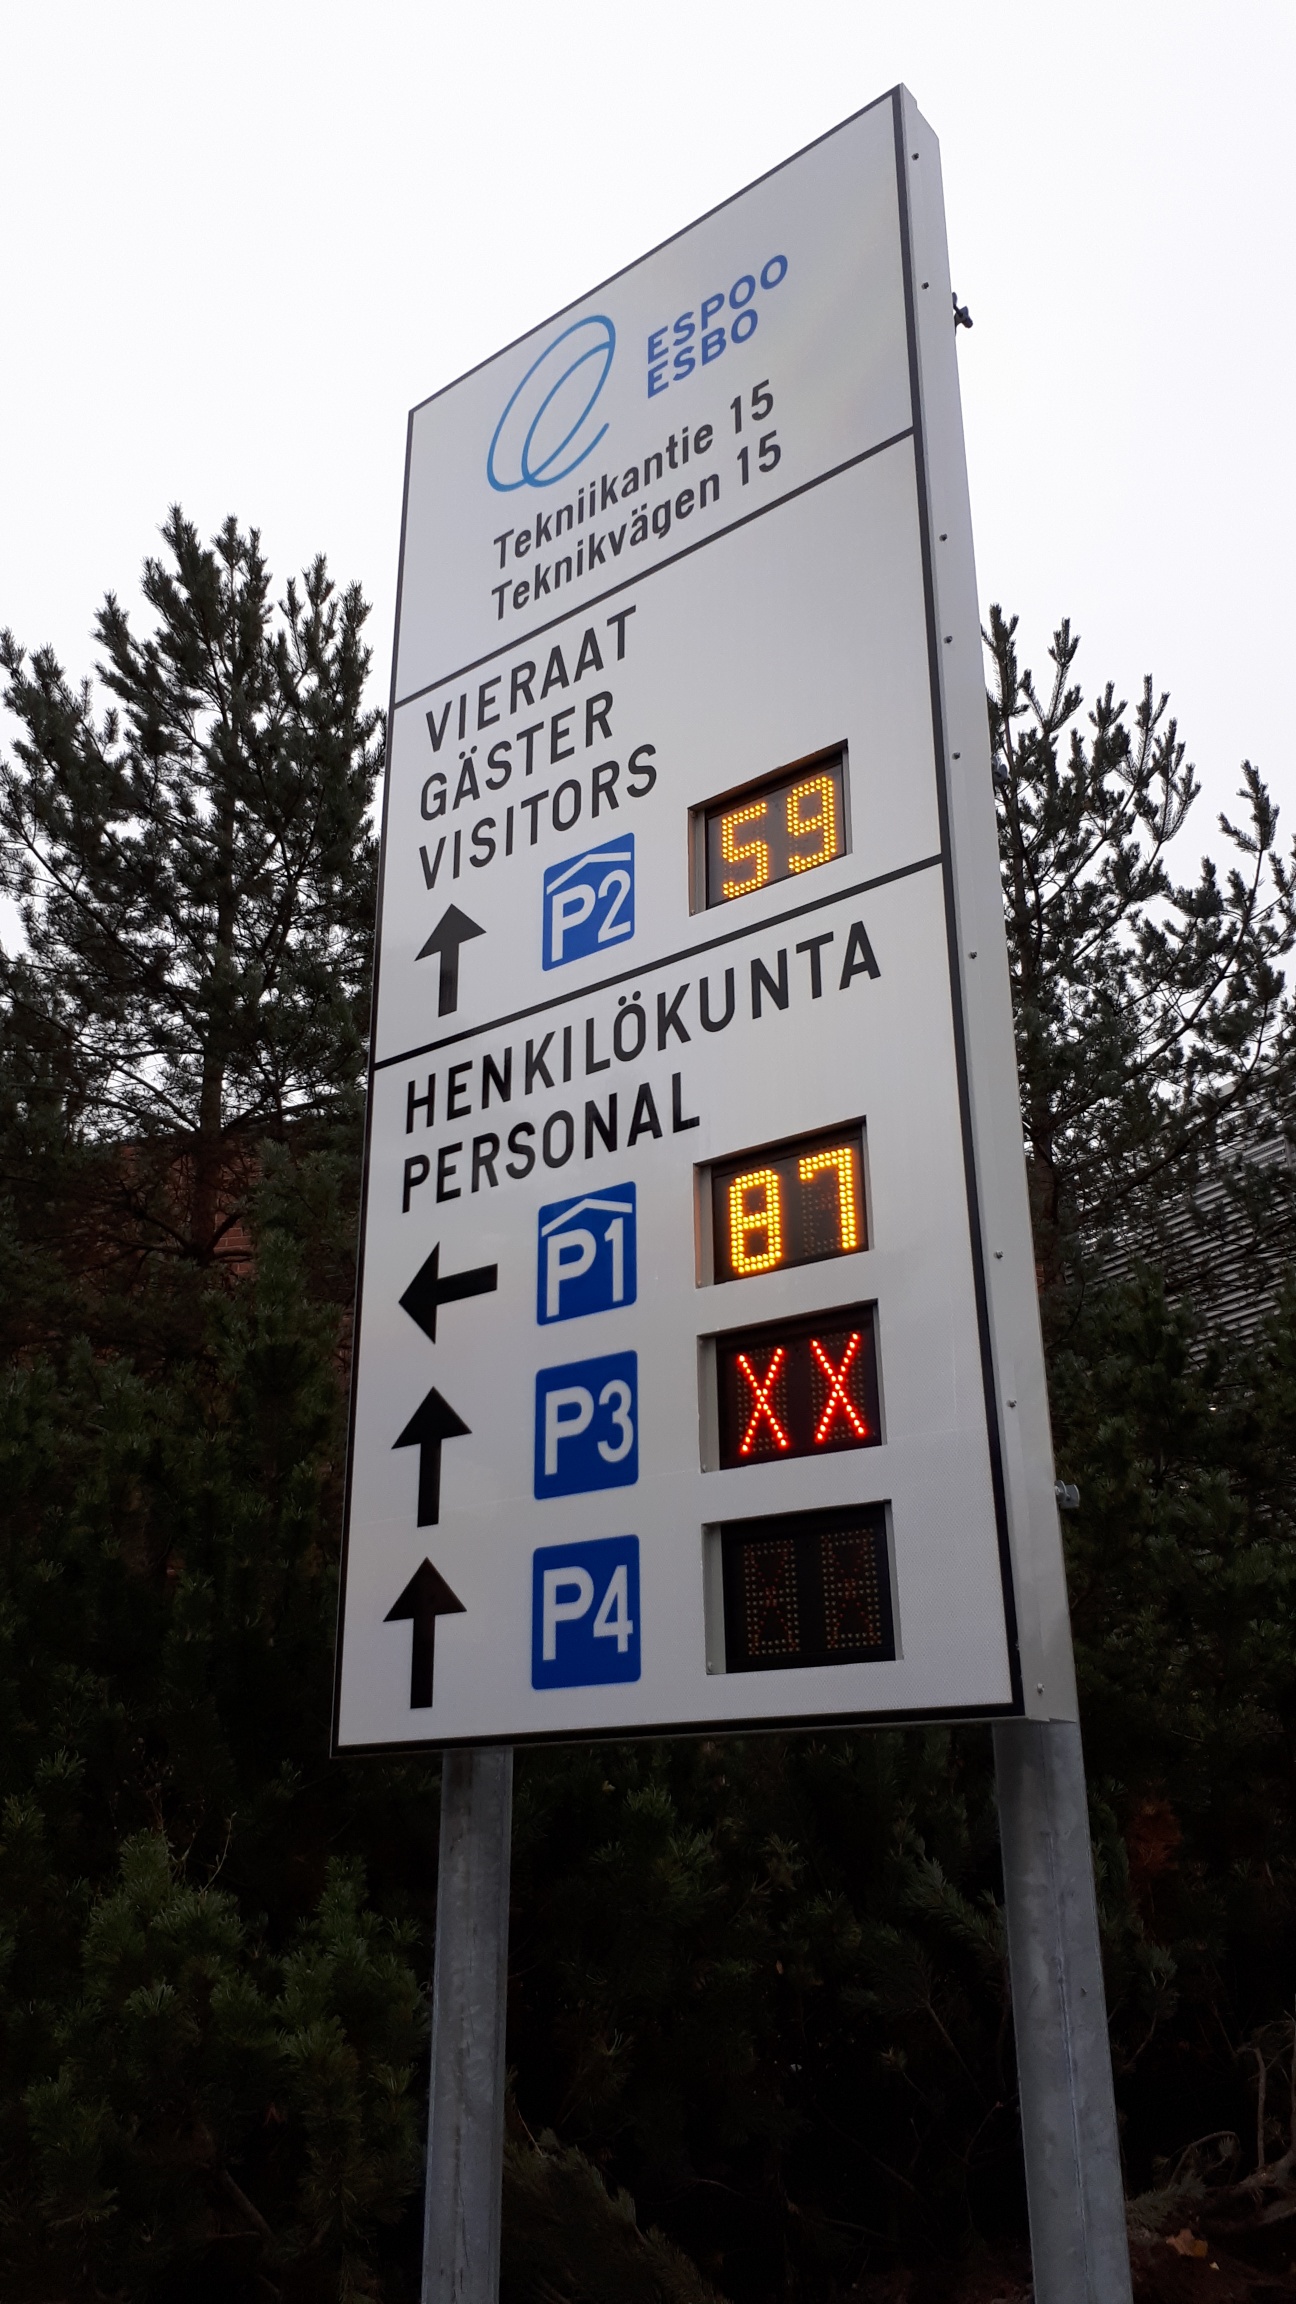 ESPOO
ESBO
Tekniikantie 15
Teknikvägen 15
VIERAAT
GÄSTER
VISITORS
P2 59
HENKILÖKUNTA
PERSONAL
P1 87
P3 XX
P4